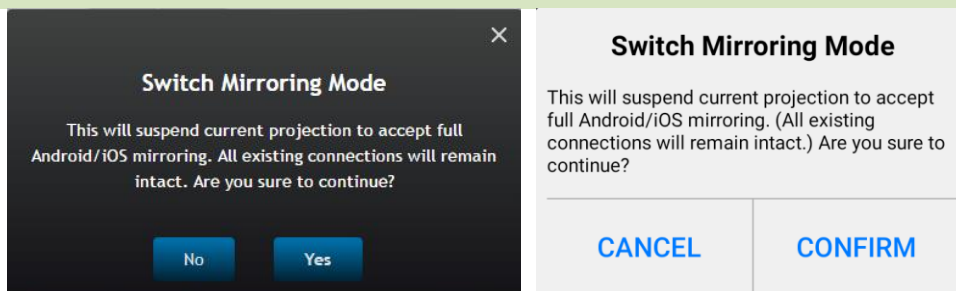 Switch Mirroring Mode
This will suspend current projection to accept full
Android/iOS mirroring. All existing connections will remain
intact. Are you sure to continue?
No
Yes
Switch Mirroring Mode
This will suspend current projection to accept
full Android/iOS mirroring. (All existing
connections will remain intact.) Are you sure to
continue?
CANCEL
CONFIRM